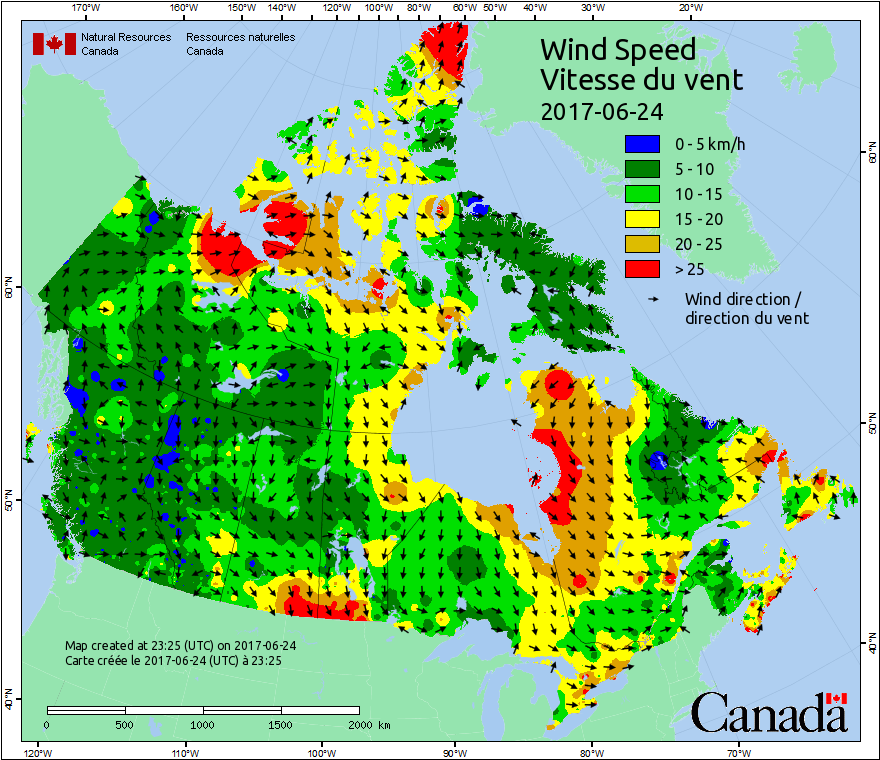 170°W 160°W 150°W 140°W 120°W 110°W 100°W 80°W 60°W 50°W 40°W 30°W 20°W
Natural Resources Ressources naturelles
Canada Canada
Wind Speed
Vitesse du vent
2017-06-24
0 - 5 km/h
5 - 10
10 - 15
15 - 20
20 - 25
> 25
Wind direction /
direction du vent
60°N
60°N
50°N
50°N
40°N
40°N
Map created at 23:25 (UTC) on 2017-06-24
Carte créée le 2017-06-24 (UTC) à 23:25
0 500 1000 1500 2000 km
Canada
120°W 110°W 100°W 90°W 80°W 70°W